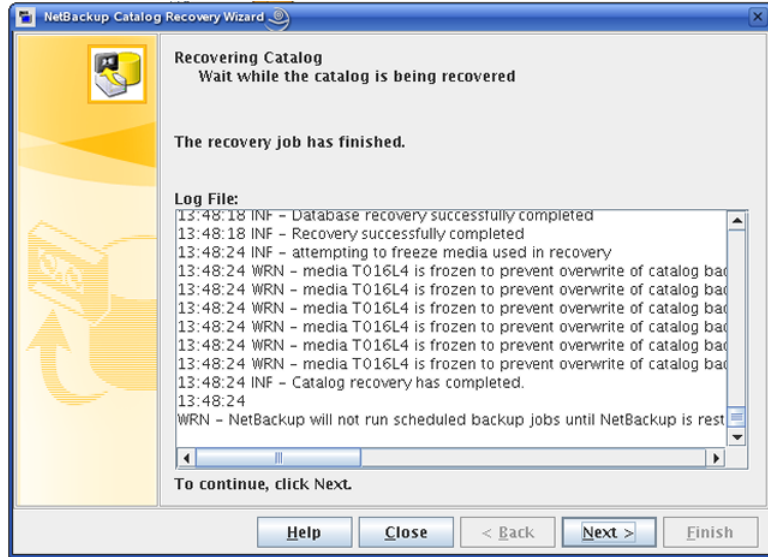 NetBackup Catalog Recovery Wizard
Recovering Catalog
Wait while the catalog is being recovered
The recovery job has finished.
Log File:
13:48:18 INF - Database recovery successfully completed
13:48:18 INF - Recovery successfully completed
13:48:24 INF - attempting to freeze media used in recovery
13:48:24 WRN - media T016L4 is frozen to prevent overwrite of catalog bac
13:48:24 WRN - media T016L4 is frozen to prevent overwrite of catalog bac
13:48:24 WRN - media T016L4 is frozen to prevent overwrite of catalog bac
13:48:24 WRN - media T016L4 is frozen to prevent overwrite of catalog bac
13:48:24 WRN - media T016L4 is frozen to prevent overwrite of catalog bac
13:48:24 WRN - media T016L4 is frozen to prevent overwrite of catalog bac
13:48:24 INF - Catalog recovery has completed.
13:48:24
WRN - NetBackup will not run scheduled backup jobs until NetBackup is rest
To continue, click Next.
Help Close < Back Next > Finish